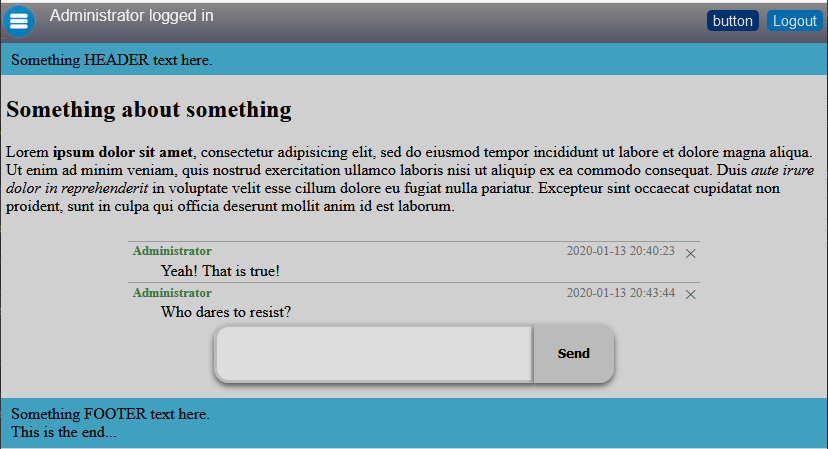 Administrator logged in
button Logout
Something HEADER text here.
Something about something
Lorem ipsum dolor sit amet, consectetur adipisicing elit, sed do eiusmod tempor incididunt ut labore et dolore magna aliqua.
Ut enim ad minim veniam, quis nostrud exercitation ullamco laboris nisi ut aliquip ex ea commodo consequat. Duis aute irure
dolor in reprehenderit in voluptate velit esse cillum dolore eu fugiat nulla pariatur. Excepteur sint occaecat cupidatat non
proident, sunt in culpa qui officia deserunt mollit anim id est laborum.
Administrator 2020-01-13 20:40:23 ×
Yeah! That is true!
Administrator 2020-01-13 20:43:44 ×
Who dares to resist?
Send
Something FOOTER text here.
This is the end...